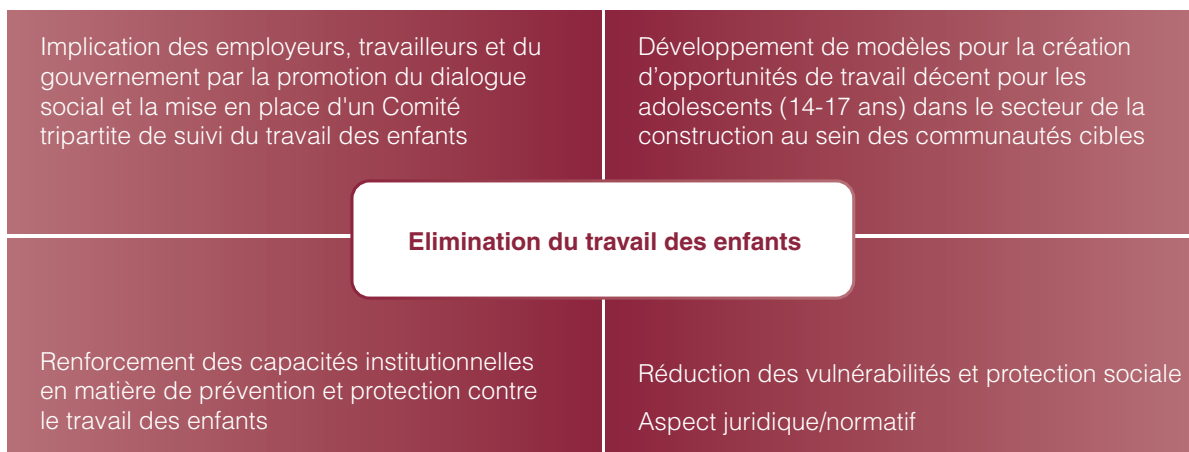 Implication des employeurs, travailleurs et du
gouvernement par la promotion du dialogue
social et la mise en place d'un Comité
tripartite de suivi du travail des enfants
Développement de modèles pour la création
d’opportunités de travail décent pour les
adolescents (14-17 ans) dans le secteur de la
construction au sein des communautés cibles
Elimination du travail des enfants
Renforcement des capacités institutionnelles
en matière de prévention et protection contre
le travail des enfants
Réduction des vulnérabilités et protection sociale
Aspect juridique/normatif